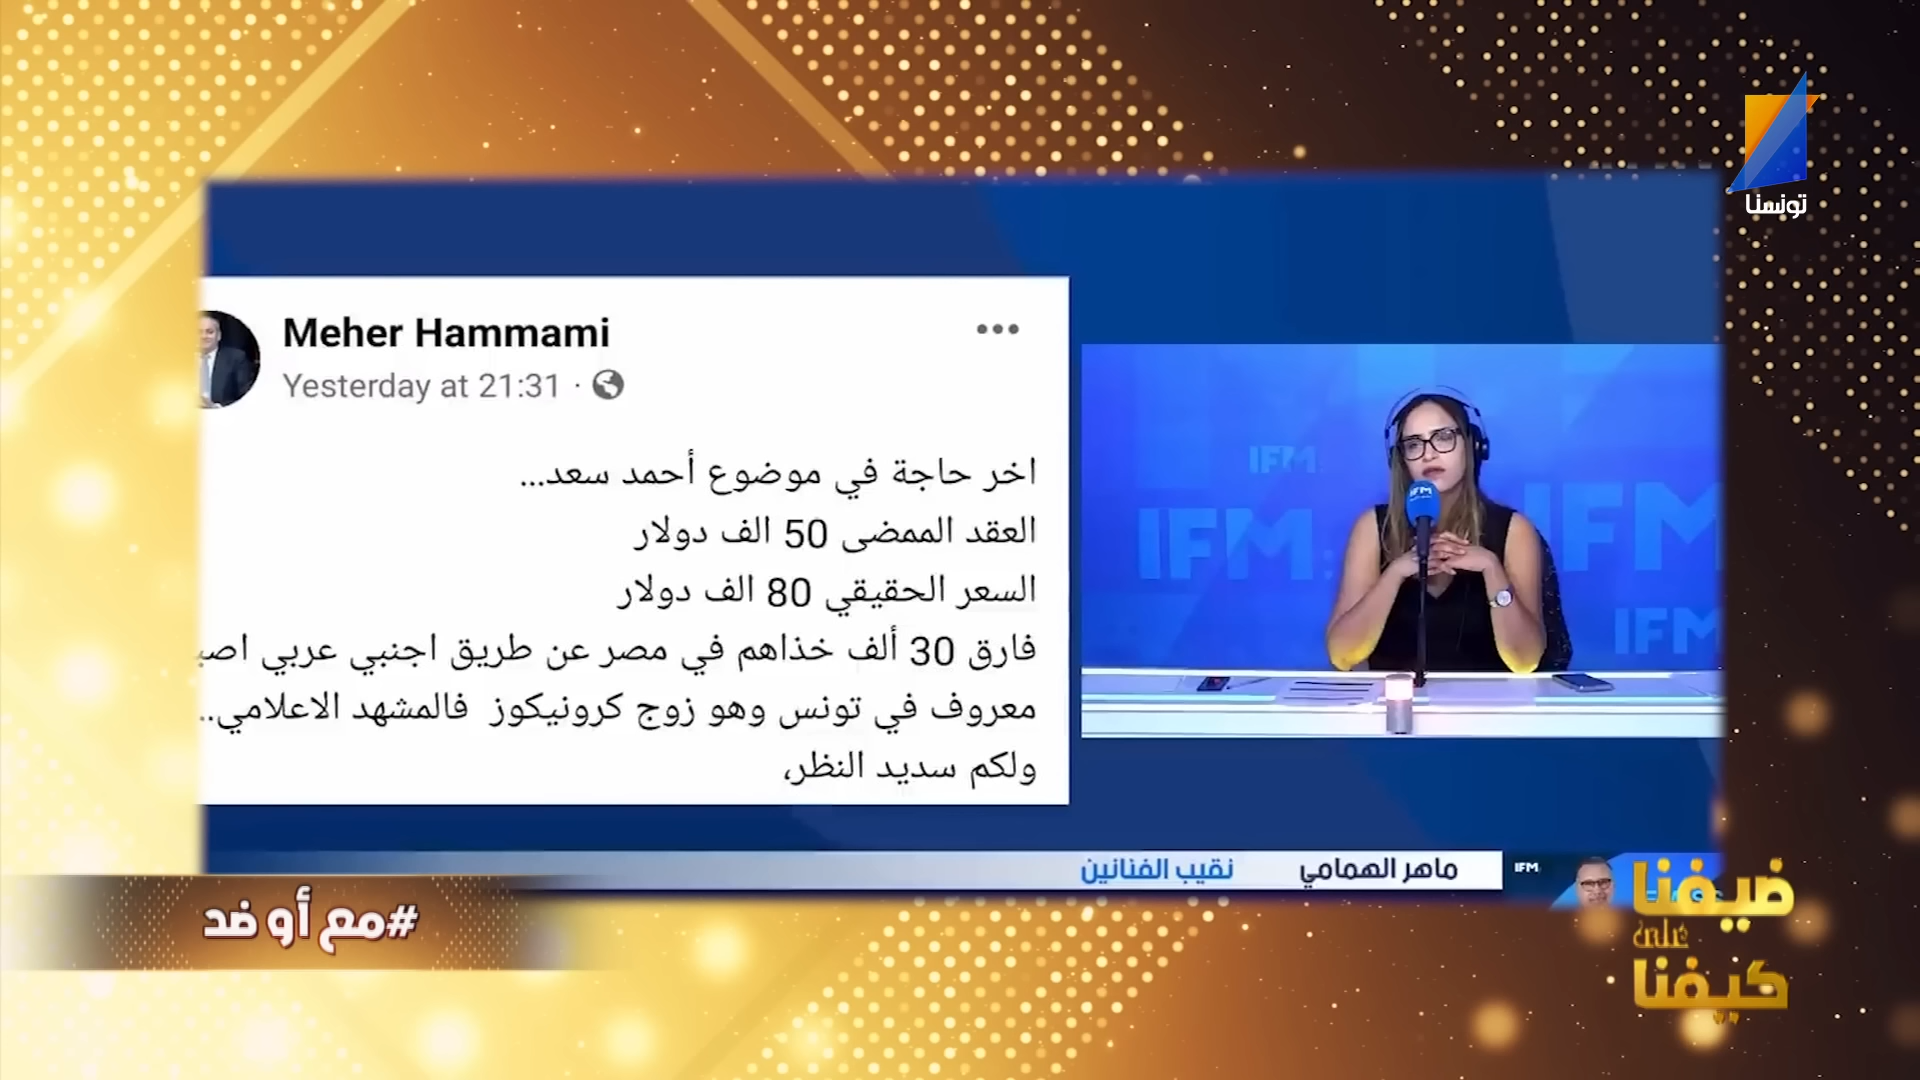 تونسنا
Meher Hammami
Yesterday at 21:31 ·
اخر حاجة في موضوع أحمد سعد...
العقد الممضى 50 الف دولار
السعر الحقيقي 80 الف دولار
فارق 30 ألف خذاهم في مصر عن طريق اجنبي عربي
معروف في تونس وهو زوج كرونيكوز فالمشهد الاعلامي..
ولكم سديد النظر،
IFM
IFM
IFM
IFM
IFM
ماهر الهمامي نقيب الفنانين
IFM
#مع أو ضد
ضيفنا
على
كيفنا